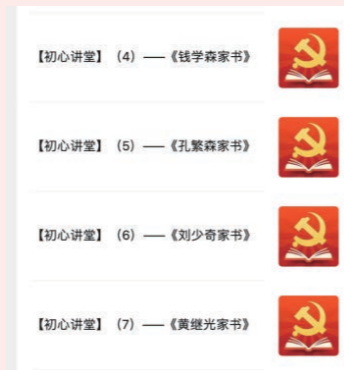 【初心讲堂】（4）——《钱学森家书》
【初心讲堂】（5）——《孔繁森家书》
【初心讲堂】（6）——《刘少奇家书》
【初心讲堂】（7）——《黄继光家书》